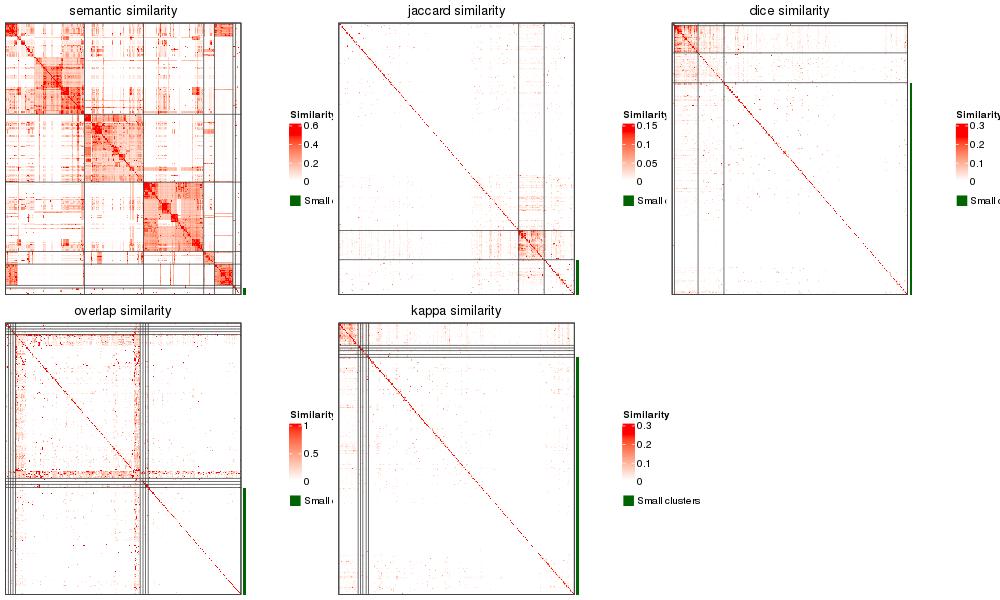 semantic similarity
jaccard similarity
dice similarity
Similarity
0.6
0.4
0.2
0
Small
Similarity
0.15
0.1
0.05
0
Small
Similarity
0.3
0.2
0.1
0
Small
overlap similarity
kappa similarity
Similarity
1
0.5
0
Small
Similarity
0.3
0.2
0.1
0
Small clusters